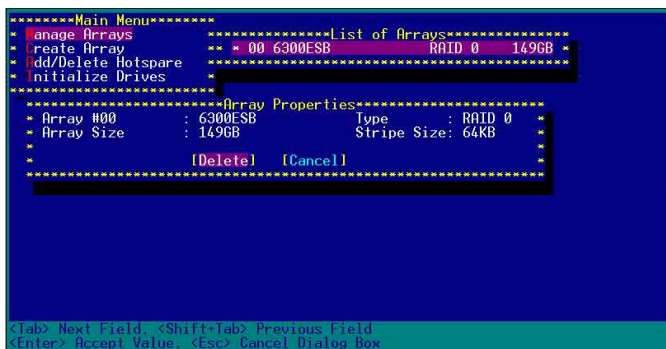 ********Main Menu********
* Manage Arrays
* Create Array
* Add/Delete Hotspare
* Initialize Drives
List of Arrays
* 00 6300ESB RAID 0 149GB *
Array Properties
* Array #00 : 6300ESB Type : RAID 0 *
* Array Size : 149GB Stripe Size: 64KB *
[Delete] [Cancel]
<Tab> Next Field, <Shift+Tab> Previous Field
<Enter> Accept Value, <Esc> Cancel Dialog Box